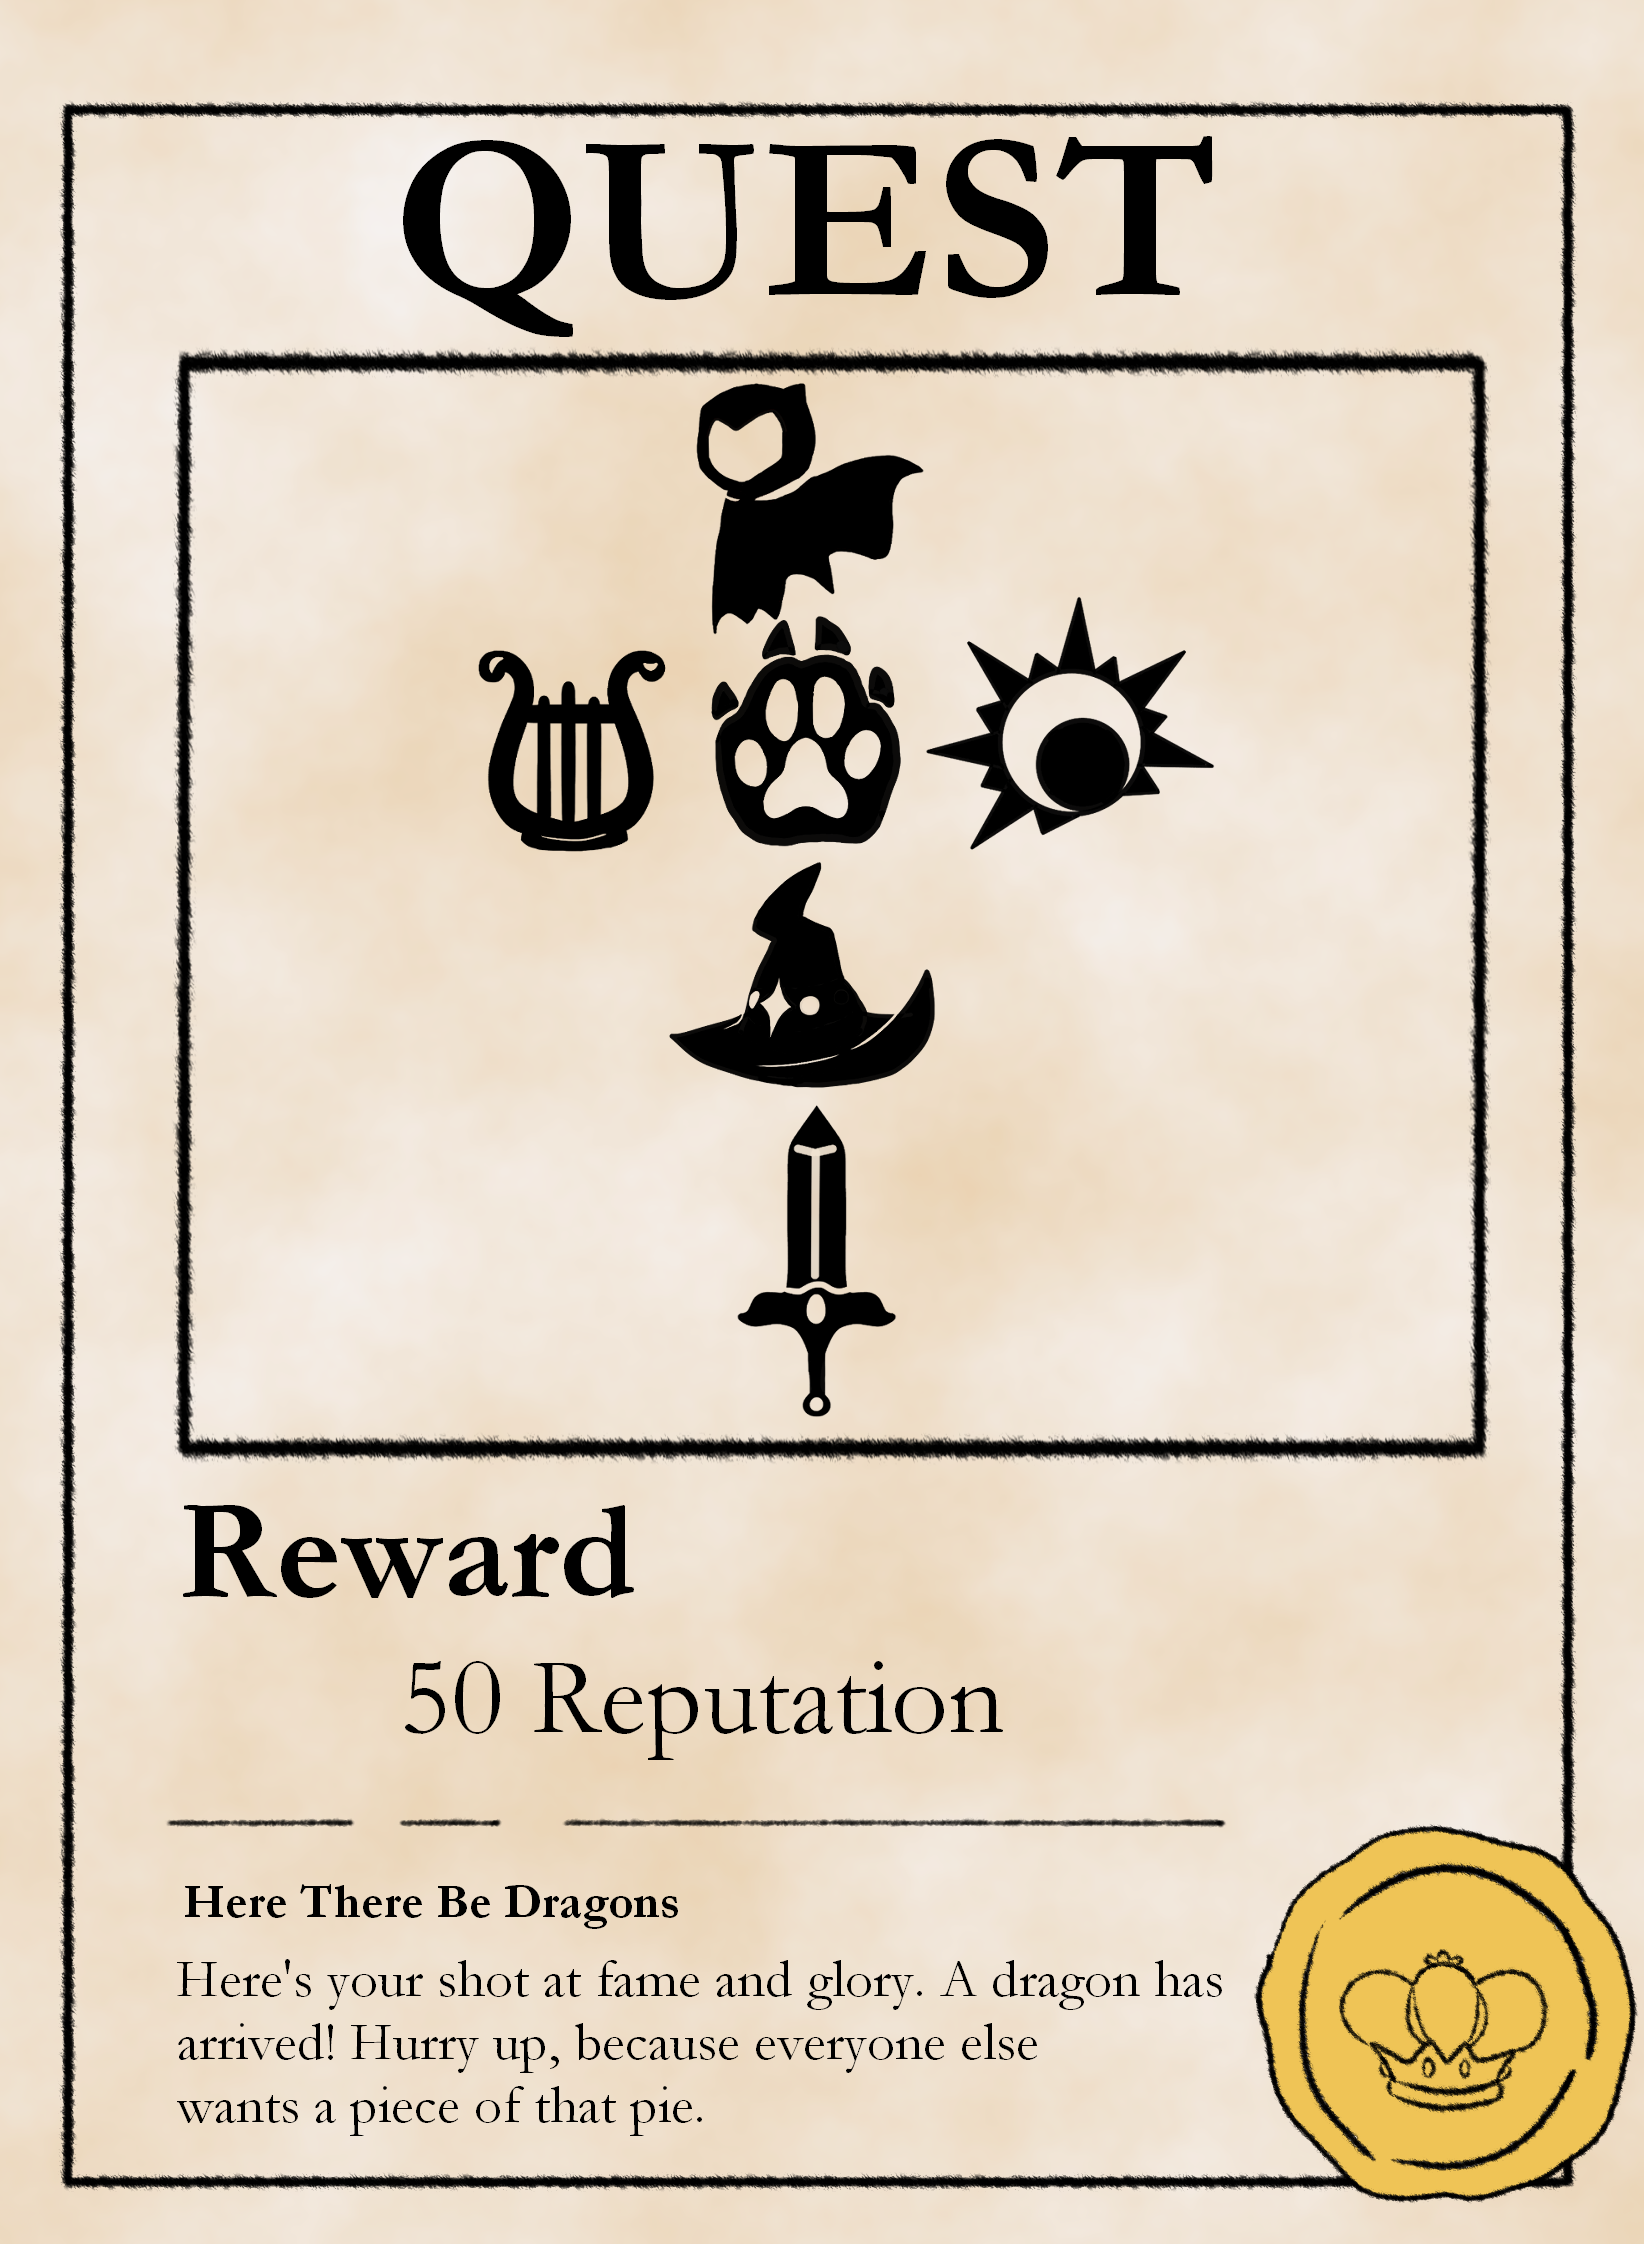 QUEST
Reward
50 Reputation
Here There Be Dragons
Here's your shot at fame and glory. A dragon has
arrived! Hurry up, because everyone else
wants a piece of that pie.